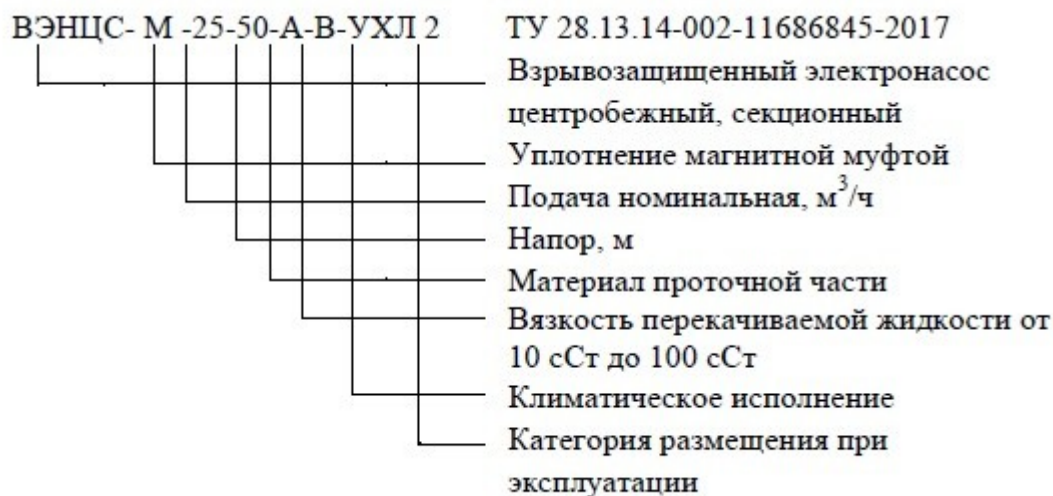 ВЭНЦС- М -25-50-А-В-УХЛ 2 ТУ 28.13.14-002-11686845-2017
Взрывозащищенный электронасос
центробежный, секционный
Уплотнение магнитной муфтой
Подача номинальная, м³/ч
Напор, м
Материал проточной части
Вязкость перекачиваемой жидкости от
10 сСт до 100 сСт
Климатическое исполнение
Категория размещения при
эксплуатации